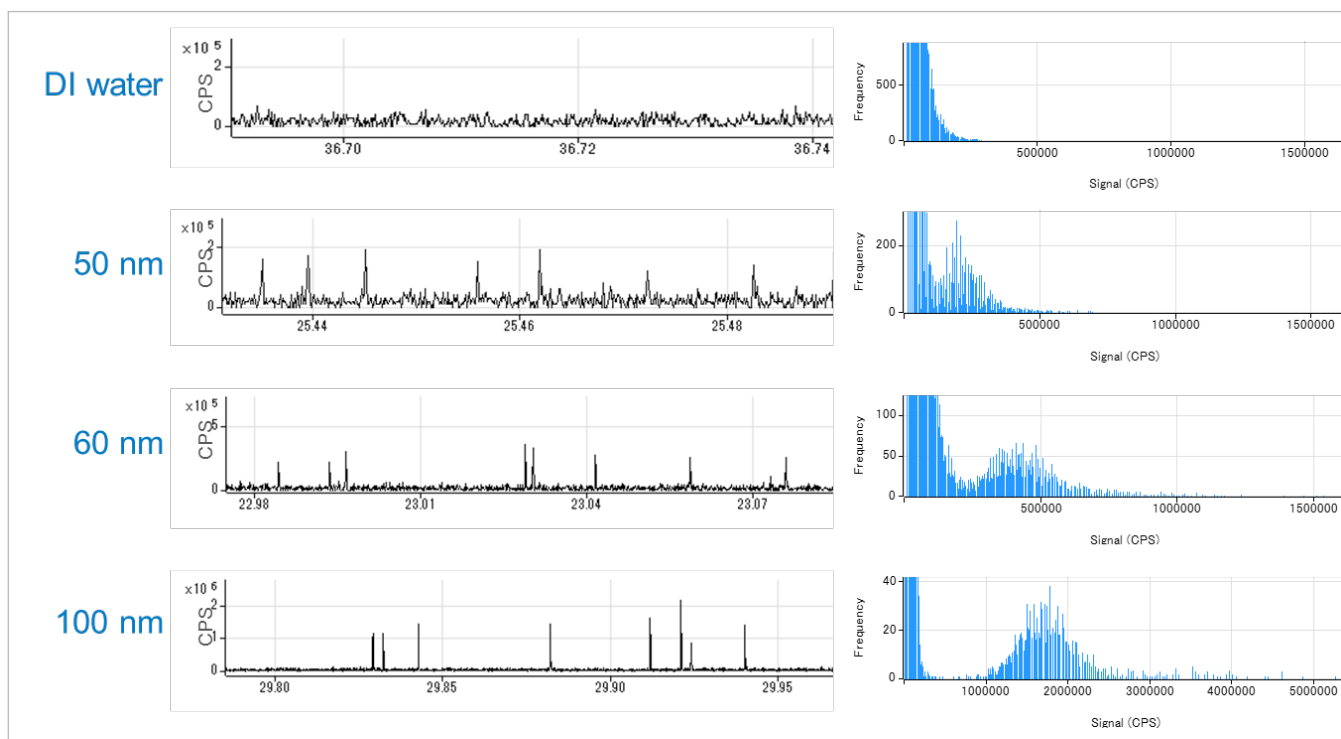 DI water
×10 5
CPS
2
0
36.70 36.72 36.74
Frequency
500
0
500000 1000000 1500000
Signal (CPS)
50 nm
×10 5
CPS
2
0
25.44 25.46 25.48
Frequency
200
0
500000 1000000 1500000
Signal (CPS)
60 nm
×10 5
CPS
5
0
22.98 23.01 23.04 23.07
Frequency
100
50
0
500000 1000000 1500000
Signal (CPS)
100 nm
×10 6
CPS
2
1
0
29.80 29.85 29.90 29.95
Frequency
40
20
0
1000000 2000000 3000000 4000000 5000000
Signal (CPS)